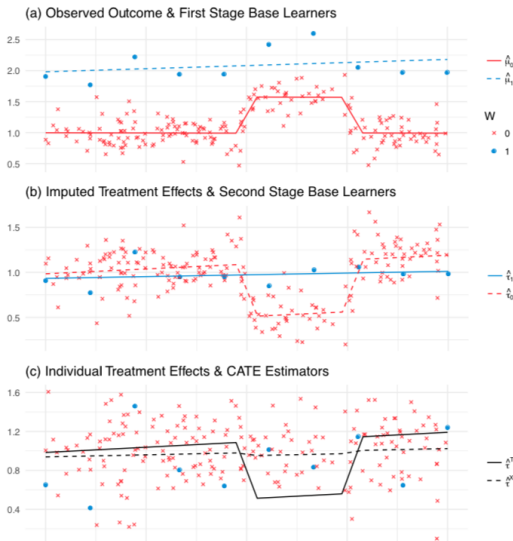 (a) Observed Outcome & First Stage Base Learners
2.5
2.0
1.5
1.0
0.5
μ̂₀
μ̂₁
W
0
1
(b) Imputed Treatment Effects & Second Stage Base Learners
1.5
1.0
0.5
τ̂₁
τ̂₀
(c) Individual Treatment Effects & CATE Estimators
1.6
1.2
0.8
0.4
τ̂ᵀ
τ̂ˣ